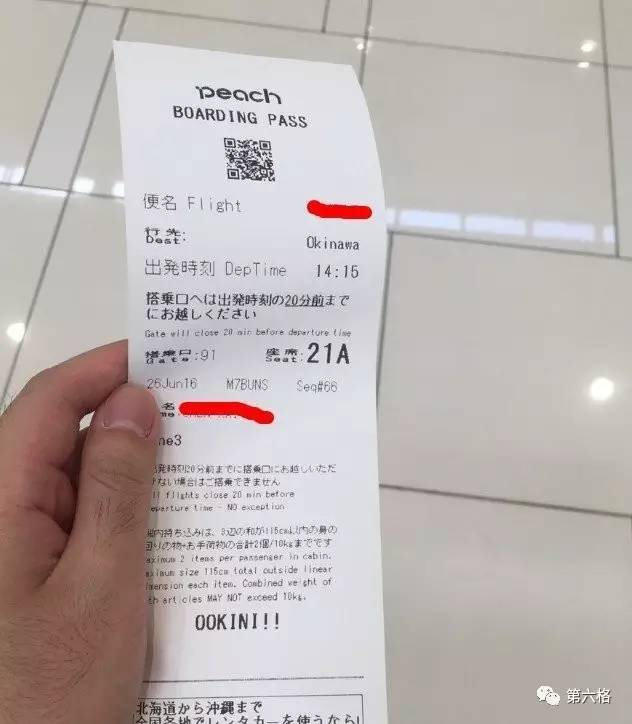 peach
BOARDING PASS
便名 Flight
行先:
Dest:
Okinawa
出発時刻 DepTime 14:15
搭乗口へは出発時刻の20分前まで
にお越しください
Gate will close 20 min before departure time
搭乗口:91
Gate
座席:21A
Seat
26Jun16 M7BUNS Seq#66
名
ne3
発時刻20分前までに搭乗口にお越しいただ
ない場合はご搭乗できません
flights close 20 min before
eparture time - NO exception
内持ち込みは、3辺の和が115cm以内の身の
回りの物+お手荷物の合計2個/10kgまでです
aximum 2 items per passenger in cabin.
aximum size 115cm total outside linear
mension each item. Combined weight of
th articles MAY NOT exceed 10kg.
OOKINI!!
北海道から沖縄まで
全国各地でレンタカーを使うなら!
第六格